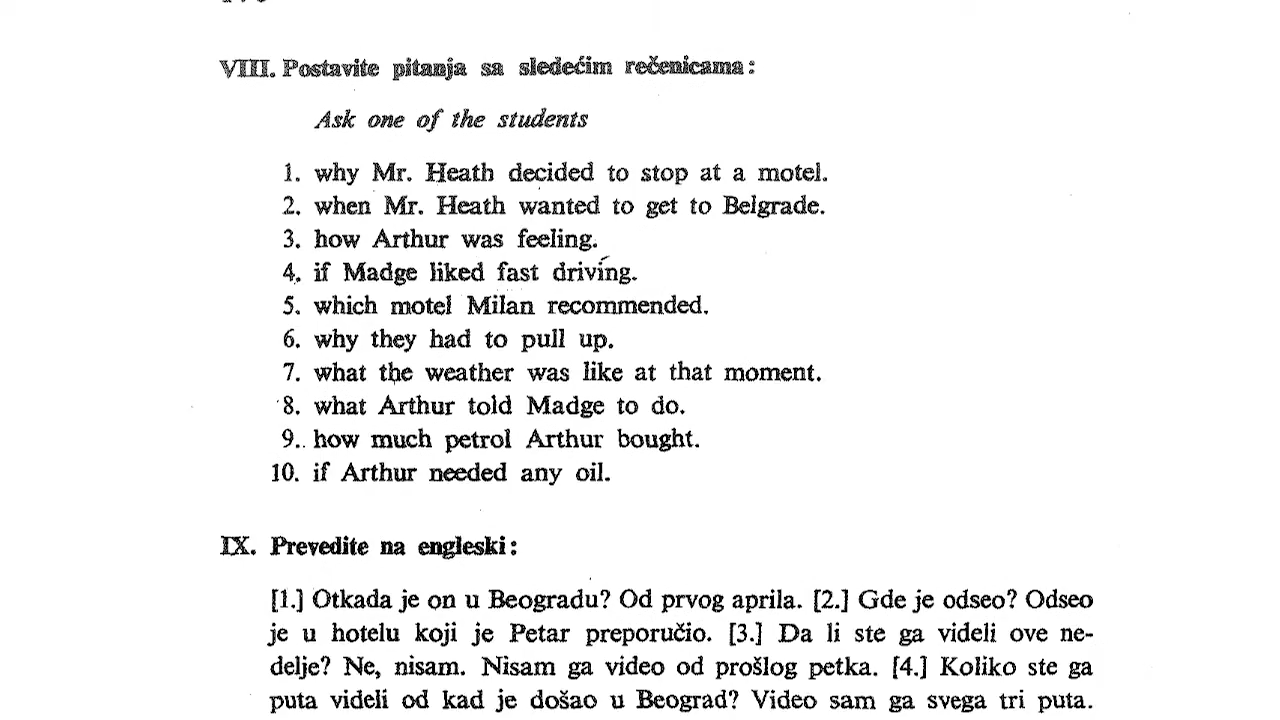 VIII. Postavite pitanja sa sledećim rečenicama:
Ask one of the students
1. why Mr. Heath decided to stop at a motel.
2. when Mr. Heath wanted to get to Belgrade.
3. how Arthur was feeling.
4. if Madge liked fast driving.
5. which motel Milan recommended.
6. why they had to pull up.
7. what the weather was like at that moment.
8. what Arthur told Madge to do.
9. how much petrol Arthur bought.
10. if Arthur needed any oil.
IX. Prevedite na engleski:
[1.] Otkada je on u Beogradu? Od prvog aprila. [2.] Gde je odseo? Odseo
je u hotelu koji je Petar preporučio. [3.] Da li ste ga videli ove ne-
delje? Ne, nisam. Nisam ga video od prošlog petka. [4.] Koliko ste ga
puta videli od kad je došao u Beograd? Video sam ga svega tri puta.